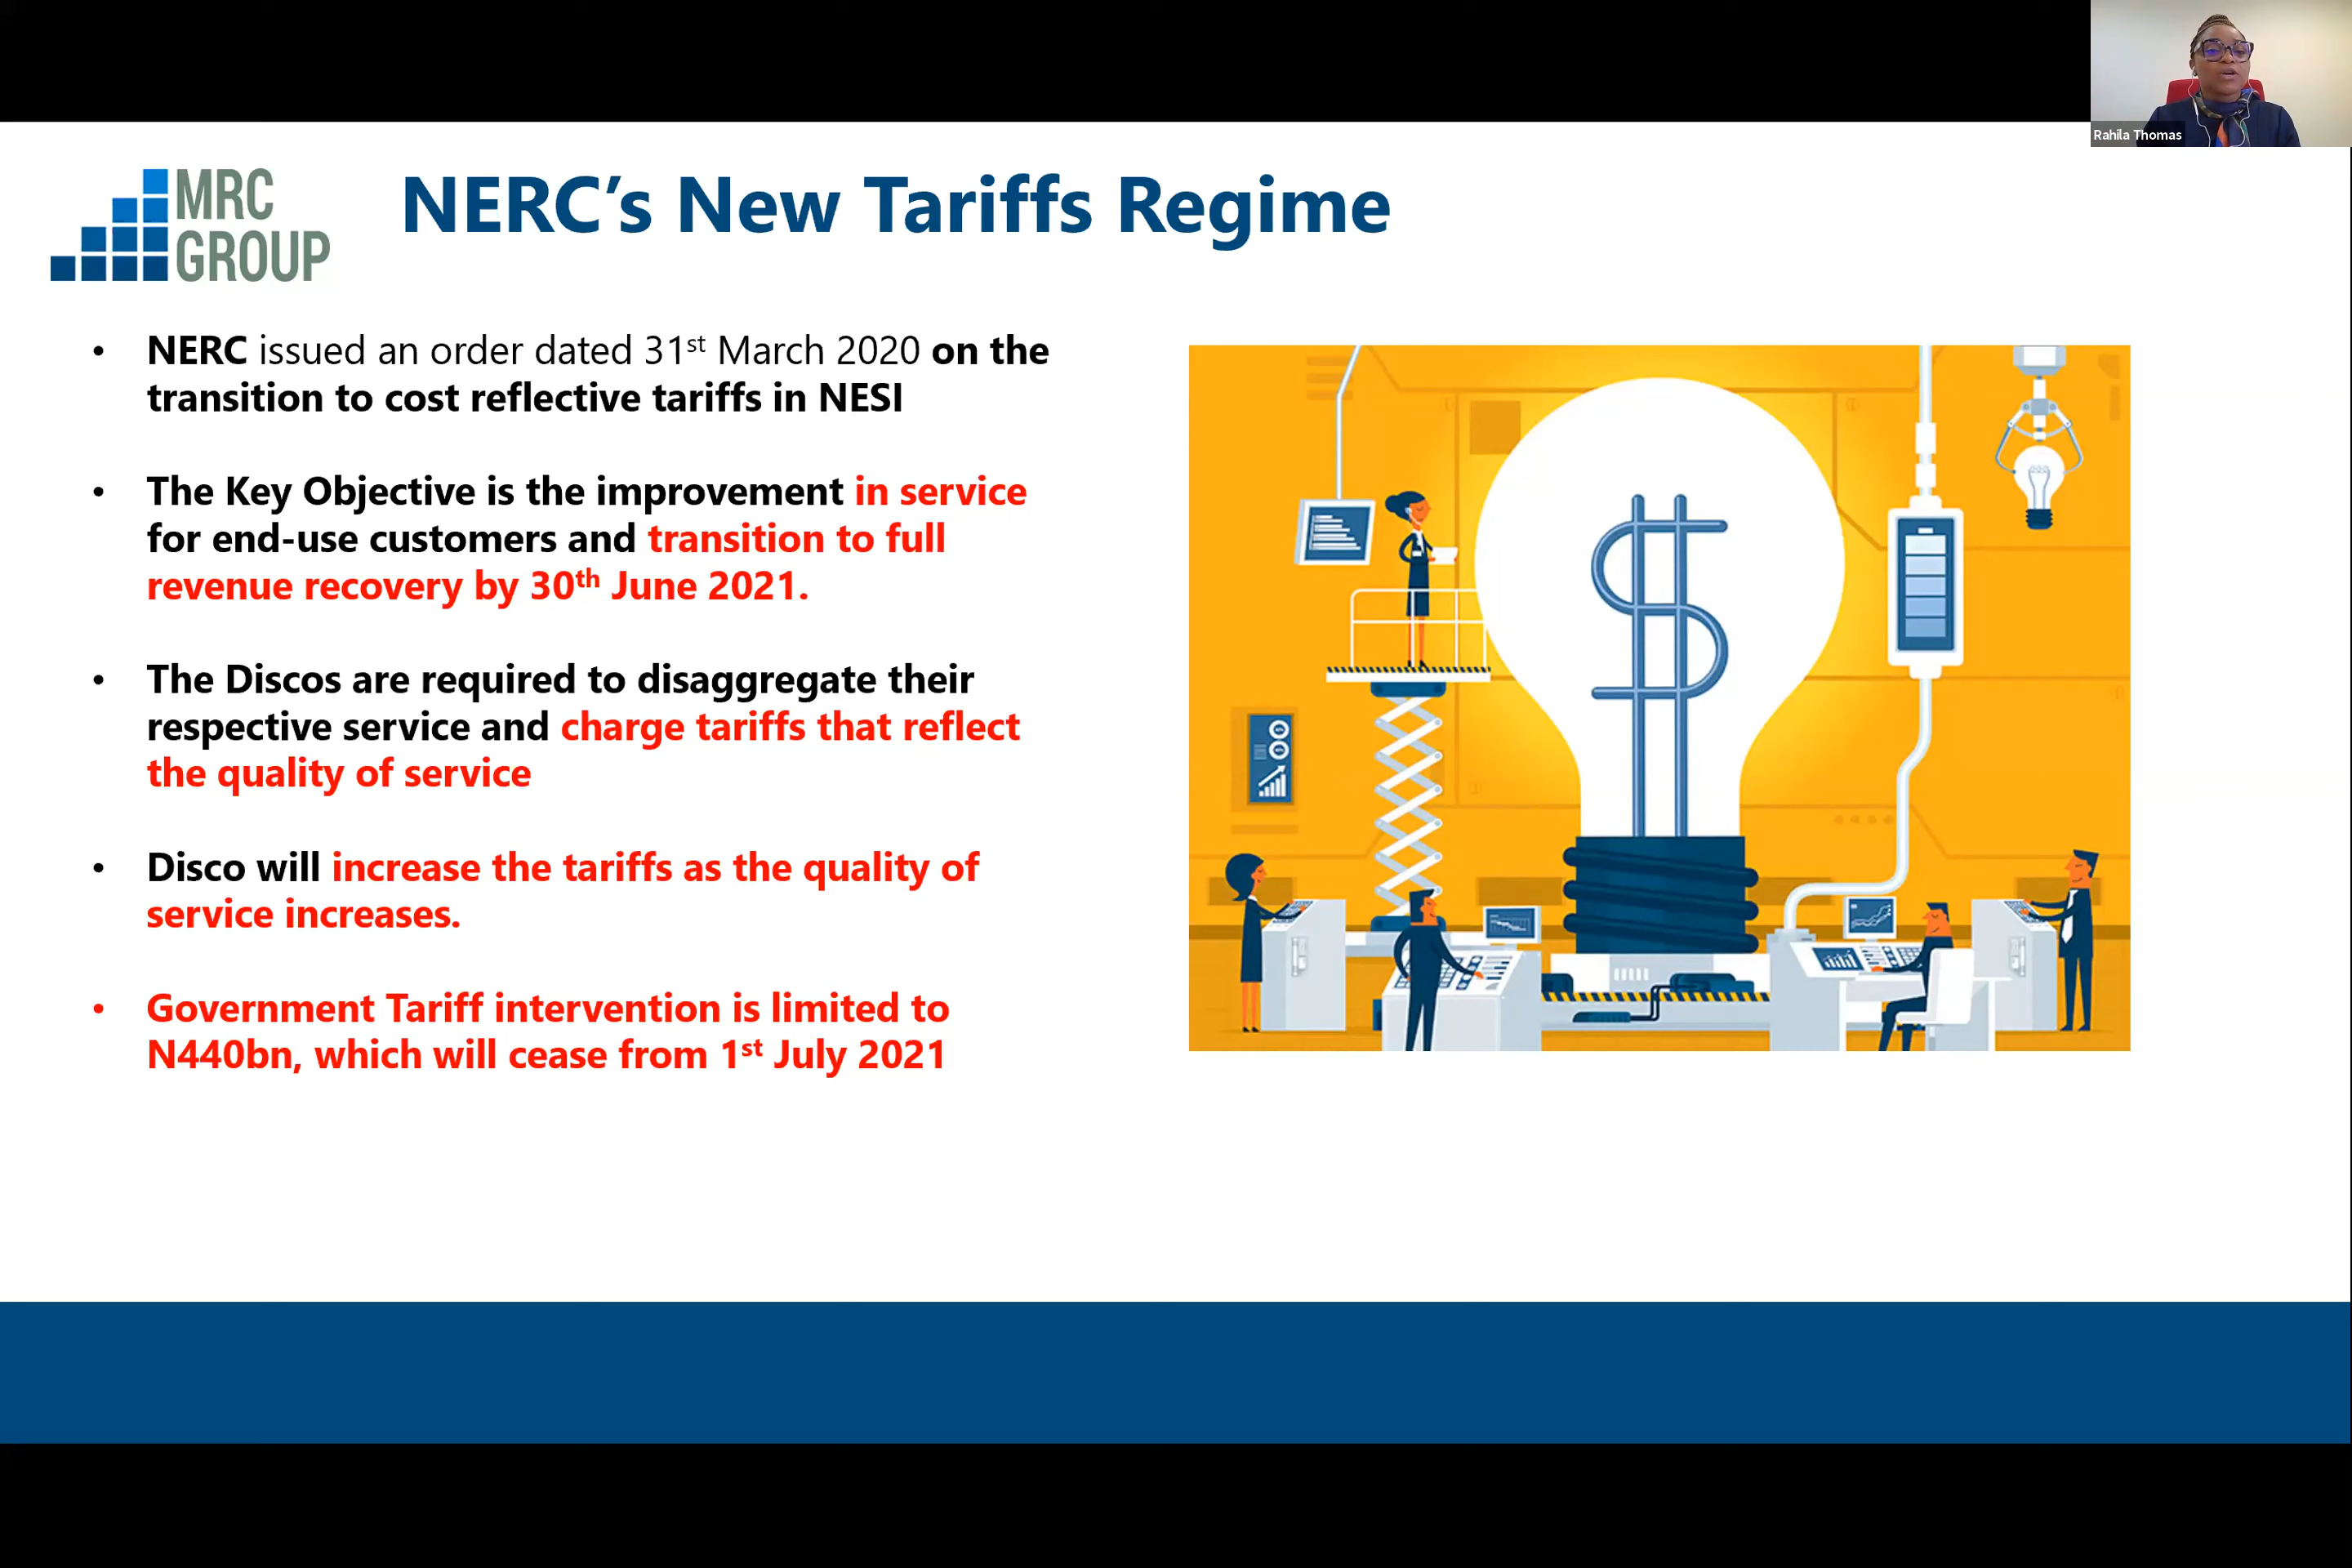 Rahila Thomas
MRC
GROUP
NERC’s New Tariffs Regime
• NERC issued an order dated 31st March 2020 on the
transition to cost reflective tariffs in NESI
• The Key Objective is the improvement in service
for end-use customers and transition to full
revenue recovery by 30th June 2021.
• The Discos are required to disaggregate their
respective service and charge tariffs that reflect
the quality of service
• Disco will increase the tariffs as the quality of
service increases.
• Government Tariff intervention is limited to
N440bn, which will cease from 1st July 2021